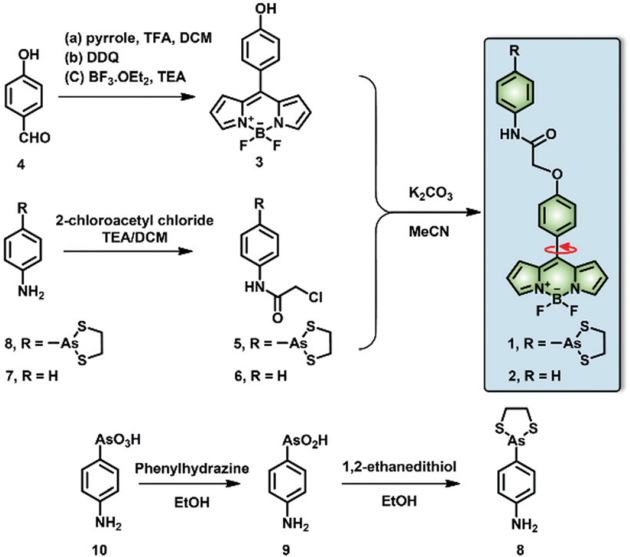 OH
(a) pyrrole, TFA, DCM
(b) DDQ
(C) BF₃.OEt₂, TEA
CHO
4
OH
N⁺ B⁻ N
F F
3
R
NH₂
2-chloroacetyl chloride
TEA/DCM
R
HN
Cl
O
8, R = As S S
7, R = H
5, R = As S S
6, R = H
K₂CO₃
MeCN
R
HN O
O
N⁺ B⁻ N
F F
1, R = As S S
2, R = H
AsO₃H
NH₂
10
Phenylhydrazine
EtOH
AsO₂H
NH₂
9
1,2-ethanedithiol
EtOH
S S
As
NH₂
8